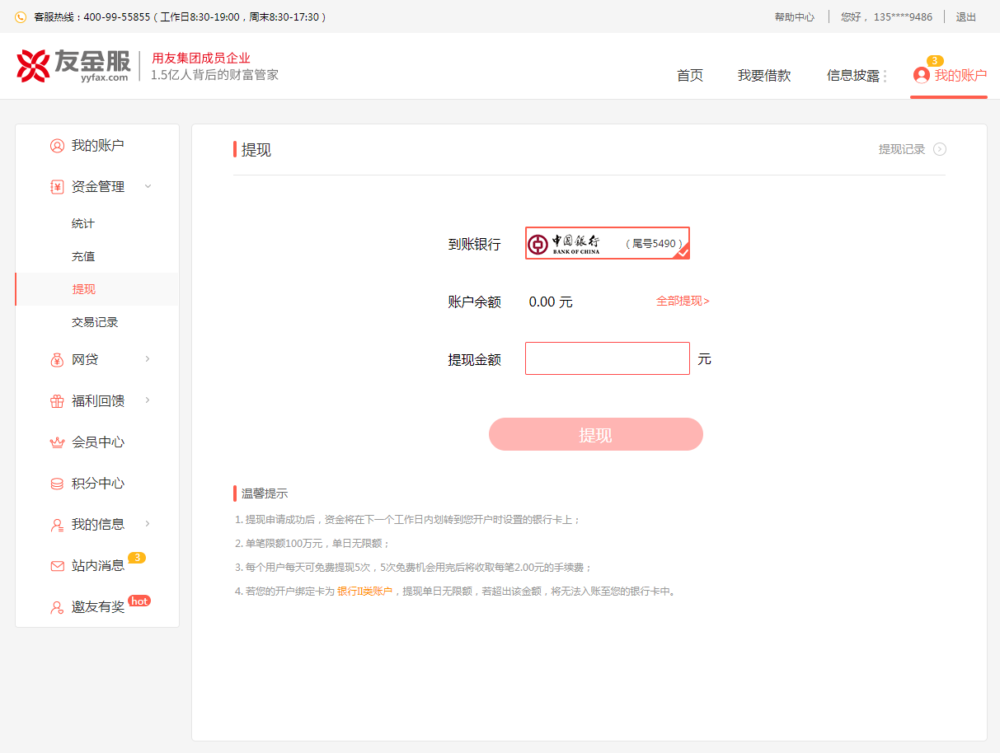 客服热线：400-99-55855（工作日8:30-19:00，周末8:30-17:30）
帮助中心 您好， 135****9486 退出
友金服
yyfax.com
用友集团成员企业
1.5亿人背后的财富管家
首页 我要借款 信息披露 3 我的账户
我的账户
资金管理
统计
充值
提现
交易记录
网贷
福利回馈
会员中心
积分中心
我的信息
站内消息 3
邀友有奖 hot
提现 提现记录
到账银行 中国银行 BANK OF CHINA （尾号5490）
账户余额 0.00 元 全部提现>
提现金额 元
提现
温馨提示
1. 提现申请成功后，资金将在下一个工作日内划转到您开户时设置的银行卡上；
2. 单笔限额100万元，单日无限额；
3. 每个用户每天可免费提现5次，5次免费机会用完后将收取每笔2.00元的手续费；
4. 若您的开户绑定卡为 银行II类账户，提现单日无限额，若超出该金额，将无法入账至您的银行卡中。